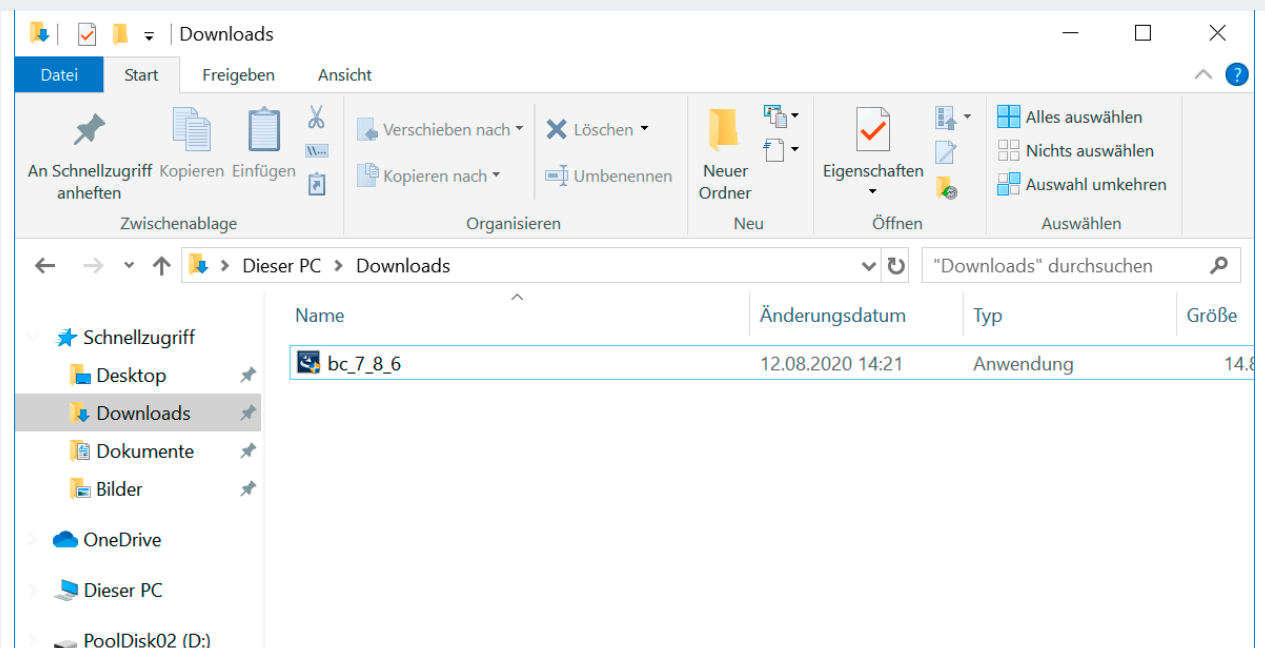 Downloads
Datei Start Freigeben Ansicht
An Schnellzugriff anheften
Kopieren
Einfügen
Zwischenablage
Verschieben nach
Kopieren nach
Löschen
Umbenennen
Organisieren
Neuer
Ordner
Neu
Eigenschaften
Öffnen
Alles auswählen
Nichts auswählen
Auswahl umkehren
Auswählen
Dieser PC > Downloads
"Downloads" durchsuchen
Name Änderungsdatum Typ Größe
bc_7_8_6 12.08.2020 14:21 Anwendung 14.8
Schnellzugriff
Desktop
Downloads
Dokumente
Bilder
OneDrive
Dieser PC
PoolDisk02 (D:)